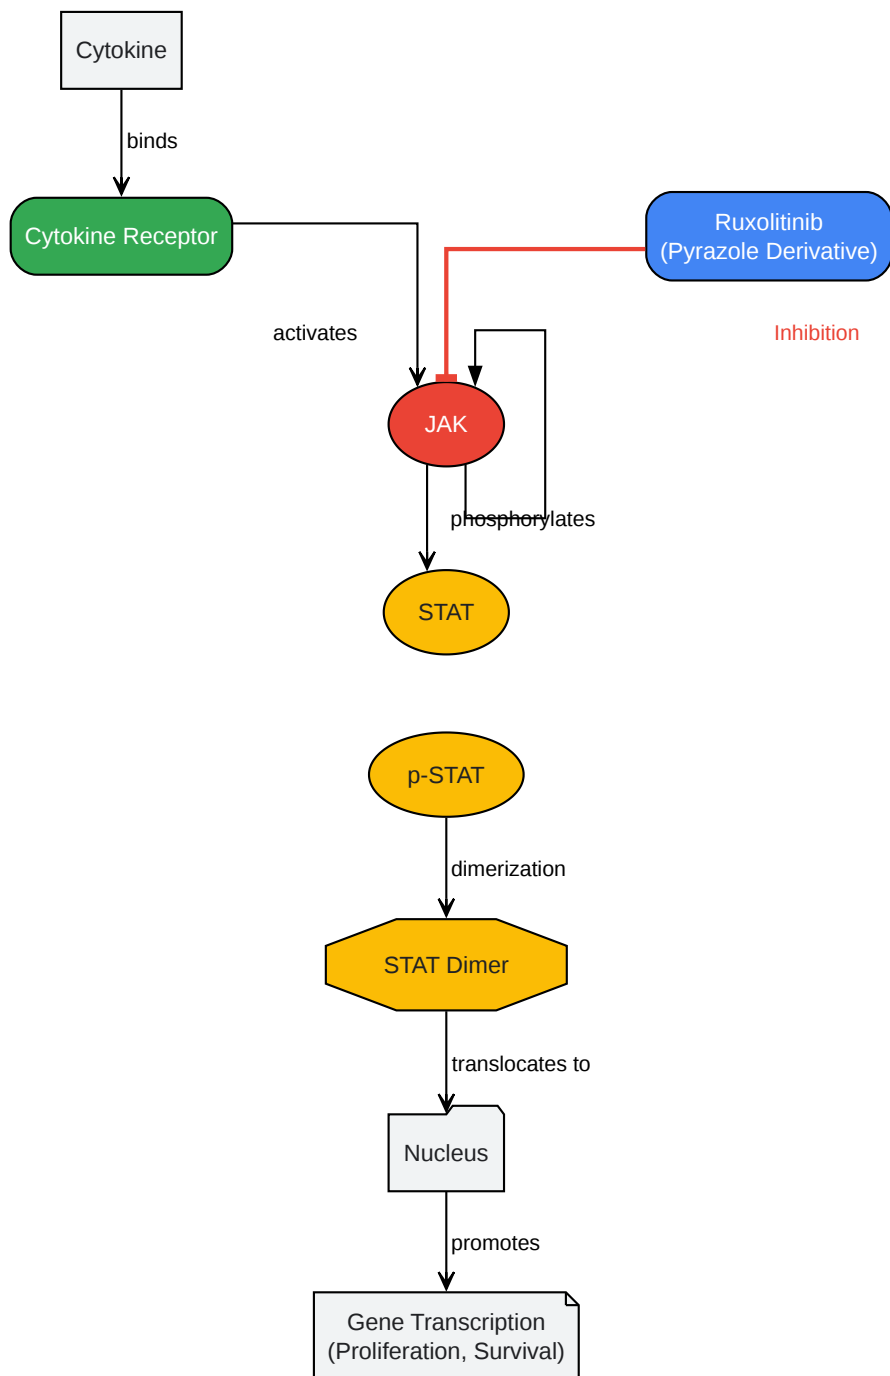 Cytokine
binds
Cytokine Receptor
Ruxolitinib
(Pyrazole Derivative)
activates
Inhibition
JAK
phosphorylates
STAT
p-STAT
dimerization
STAT Dimer
translocates to
Nucleus
promotes
Gene Transcription
(Proliferation, Survival)